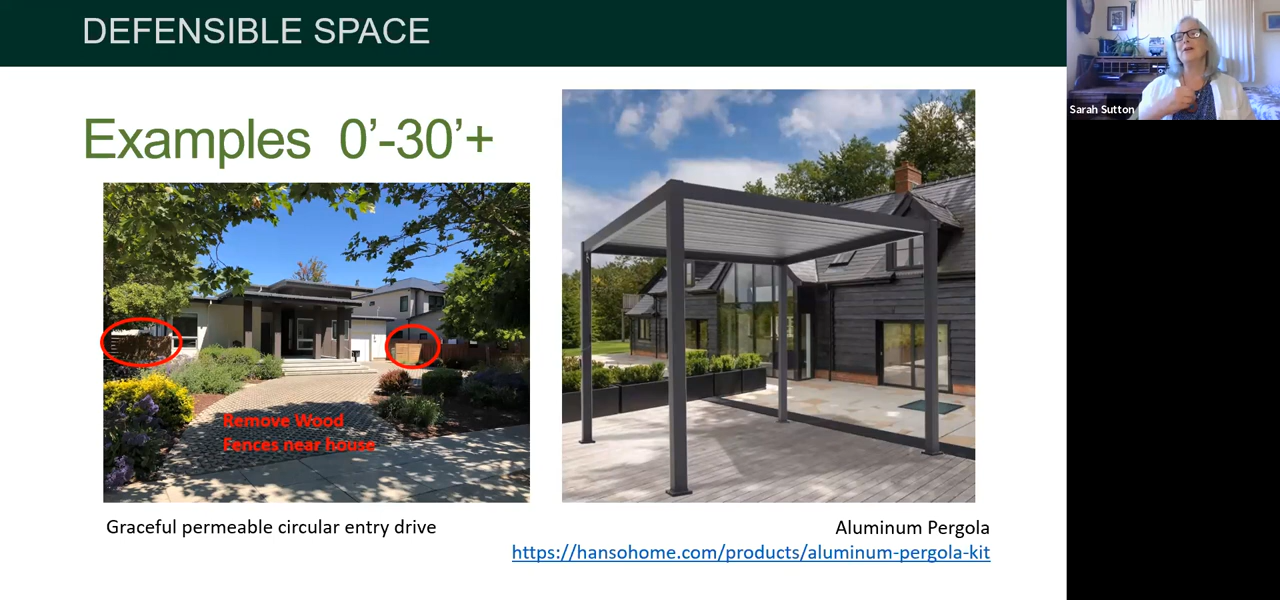 DEFENSIBLE SPACE
Sarah Sutton
Examples 0’-30’+
Remove Wood
Fences near house
Graceful permeable circular entry drive
Aluminum Pergola
https://hansohome.com/products/aluminum-pergola-kit